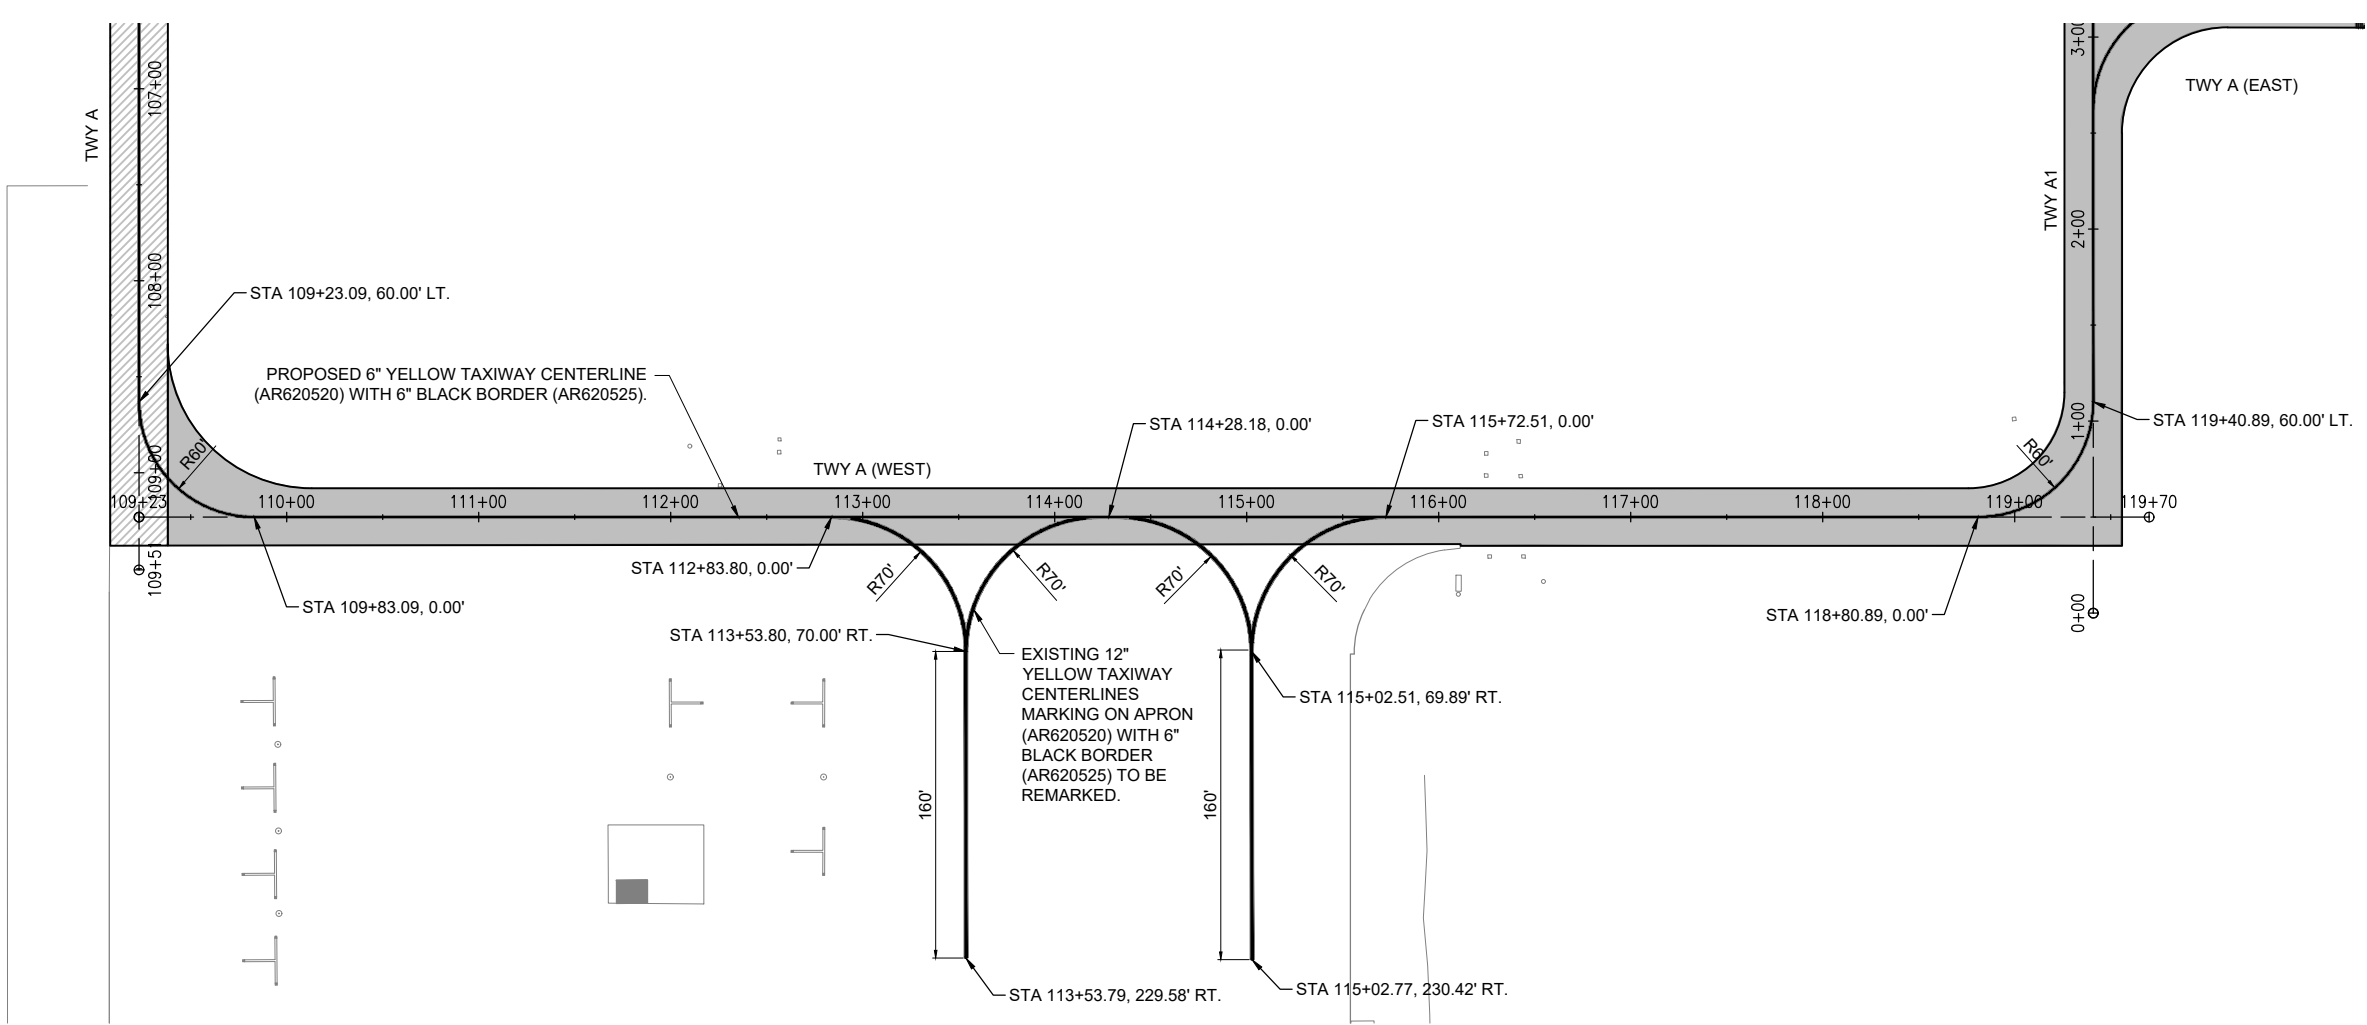 3+00
TWY A (EAST)
107+00
TWY A
TWY A1
2+00
108+00
STA 109+23.09, 60.00' LT.
PROPOSED 6" YELLOW TAXIWAY CENTERLINE
(AR620520) WITH 6" BLACK BORDER (AR620525).
STA 114+28.18, 0.00'
STA 115+72.51, 0.00'
1+00
STA 119+40.89, 60.00' LT.
R60'
109+00
TWY A (WEST)
R60'
109+23
110+00
111+00
112+00
113+00
114+00
115+00
116+00
117+00
118+00
119+00
119+70
109+51
STA 112+83.80, 0.00'
R70'
R70'
R70'
R70'
STA 109+83.09, 0.00'
STA 118+80.89, 0.00'
0+00
STA 113+53.80, 70.00' RT.
EXISTING 12"
YELLOW TAXIWAY
CENTERLINES
MARKING ON APRON
(AR620520) WITH 6"
BLACK BORDER
(AR620525) TO BE
REMARKED.
STA 115+02.51, 69.89' RT.
160'
160'
STA 113+53.79, 229.58' RT.
STA 115+02.77, 230.42' RT.